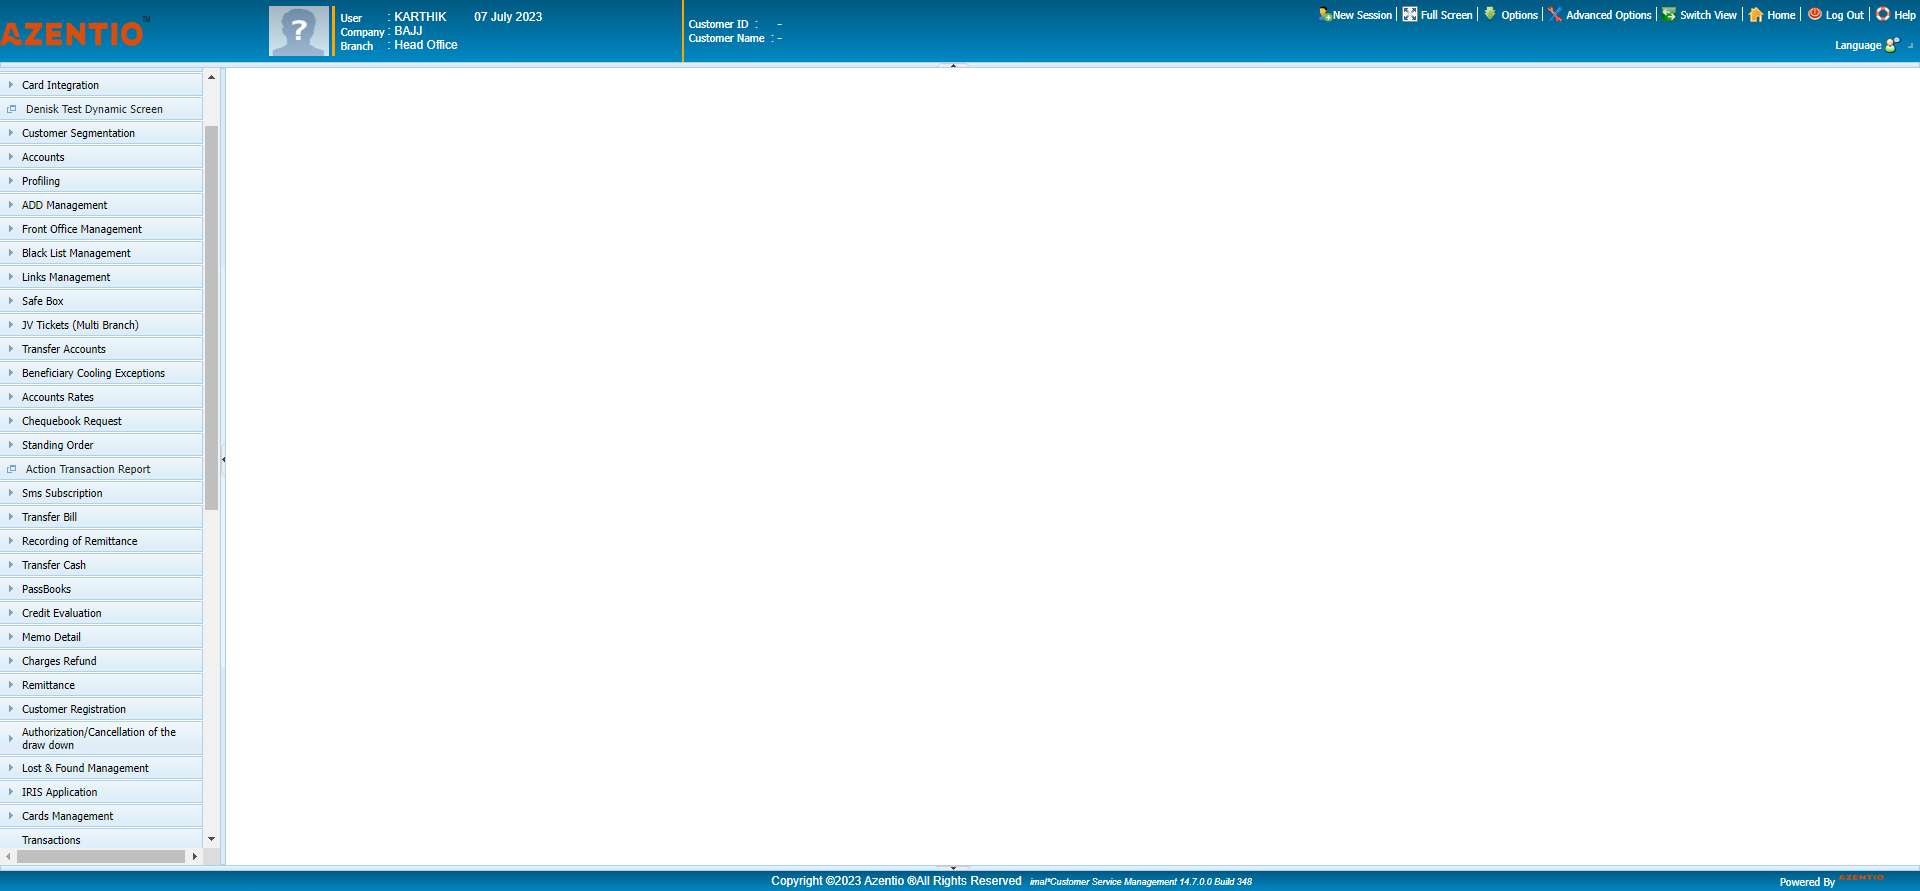 AZENTIO™
?
User : KARTHIK 07 July 2023
Company : BAJJ
Branch : Head Office
Customer ID : -
Customer Name : -
New Session Full Screen Options Advanced Options Switch View Home Log Out Help
Language
Card Integration
Denisk Test Dynamic Screen
Customer Segmentation
Accounts
Profiling
ADD Management
Front Office Management
Black List Management
Links Management
Safe Box
JV Tickets (Multi Branch)
Transfer Accounts
Beneficiary Cooling Exceptions
Accounts Rates
Chequebook Request
Standing Order
Action Transaction Report
Sms Subscription
Transfer Bill
Recording of Remittance
Transfer Cash
PassBooks
Credit Evaluation
Memo Detail
Charges Refund
Remittance
Customer Registration
Authorization/Cancellation of the
draw down
Lost & Found Management
IRIS Application
Cards Management
Transactions
Copyright ©2023 Azentio ®All Rights Reserved imal*Customer Service Management 14.7.0.0 Build 348
Powered By AZENTIO